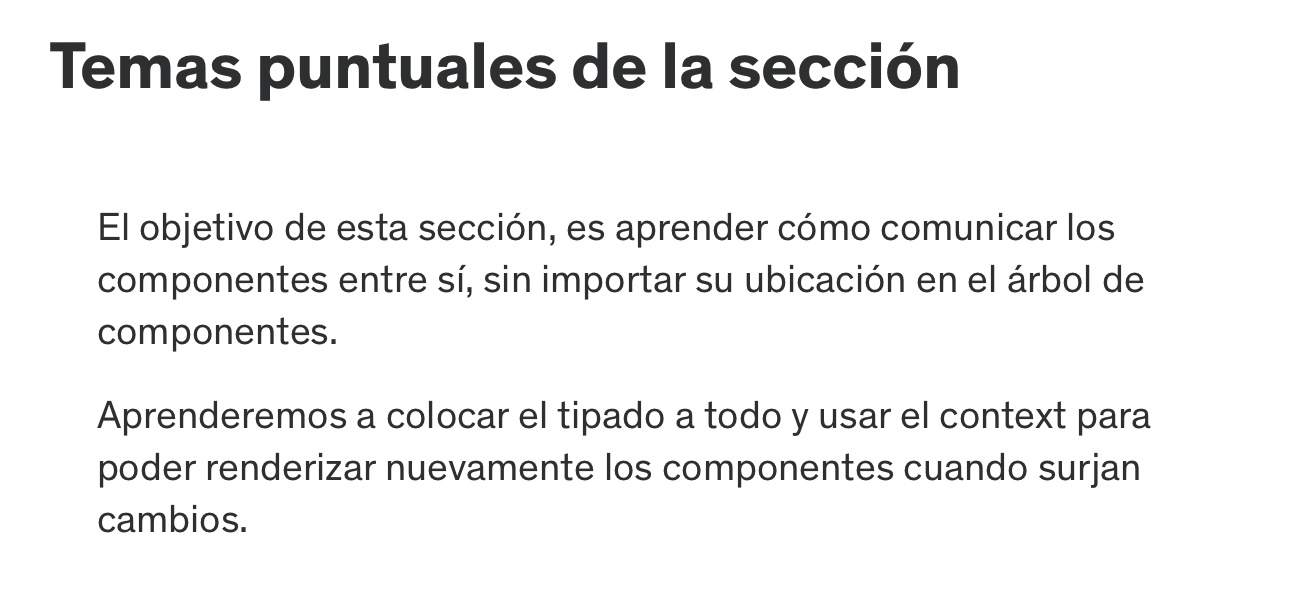 Temas puntuales de la sección
El objetivo de esta sección, es aprender cómo comunicar los
componentes entre sí, sin importar su ubicación en el árbol de
componentes.
Aprenderemos a colocar el tipado a todo y usar el context para
poder renderizar nuevamente los componentes cuando surjan
cambios.